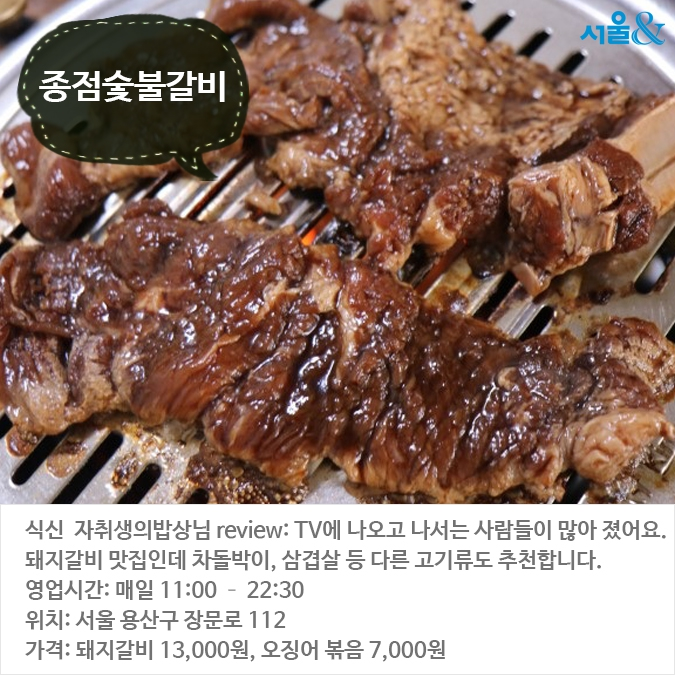 서울&
종점숯불갈비
식신  자취생의밥상님 review: TV에 나오고 나서는 사람들이 많아 졌어요.
돼지갈비 맛집인데 차돌박이, 삼겹살 등 다른 고기류도 추천합니다.
영업시간: 매일 11:00 – 22:30
위치: 서울 용산구 장문로 112
가격: 돼지갈비 13,000원, 오징어 볶음 7,000원